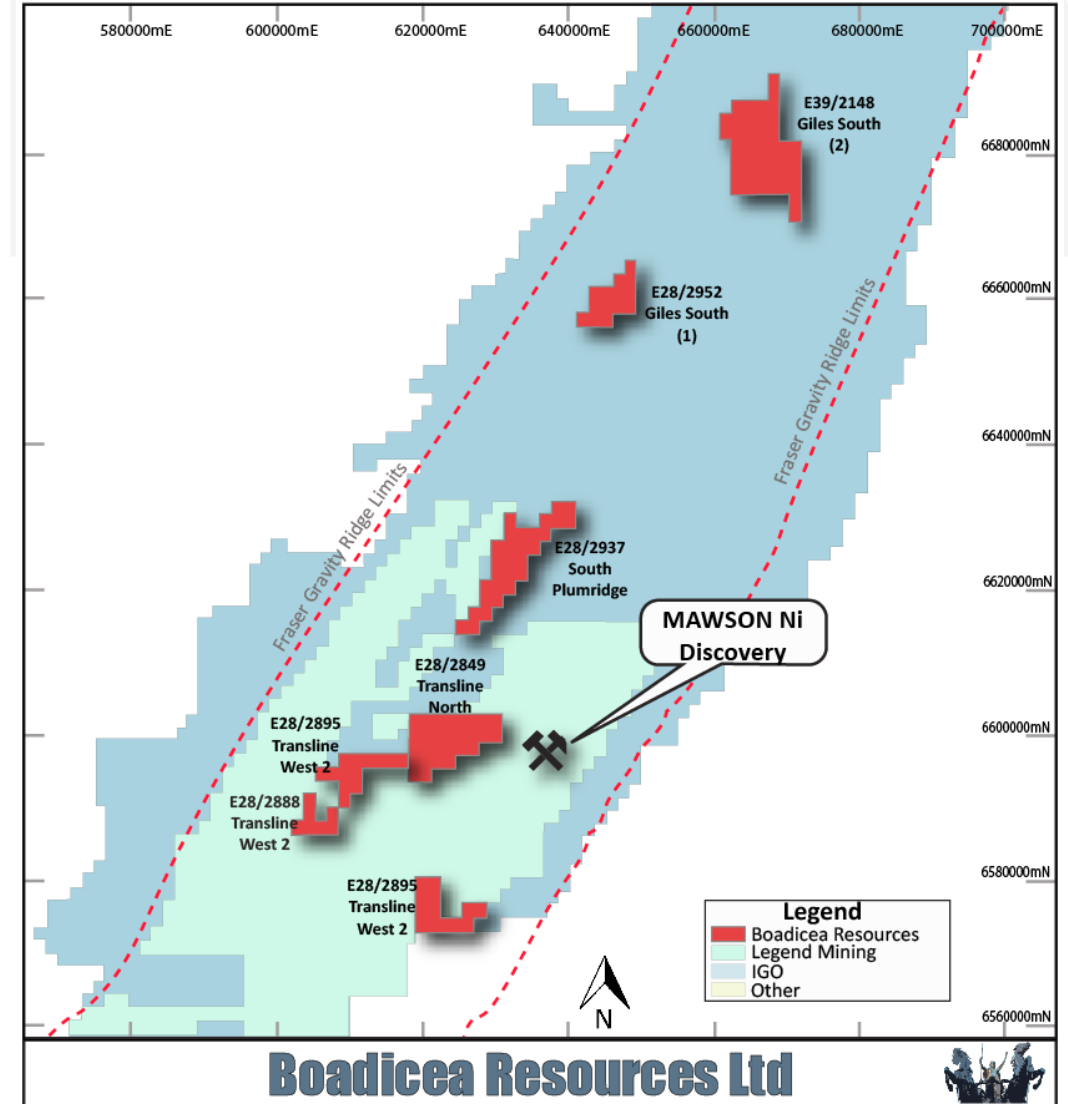 580000mE
600000mE
620000mE
640000mE
660000mE
680000mE
700000mE
E39/2148
Giles South
(2)
6680000mN
E28/2952
Giles South
(1)
6660000mN
Fraser Gravity Ridge Limits
6640000mN
Fraser Gravity Ridge Limits
E28/2937
South
Plumridge
6620000mN
MAWSON Ni
Discovery
E28/2849
Transline
North
E28/2895
Transline
West 2
6600000mN
E28/2888
Transline
West 2
E28/2895
Transline
West 2
6580000mN
Legend
Boadicea Resources
Legend Mining
IGO
Other
N
6560000mN
Boadicea Resources Ltd